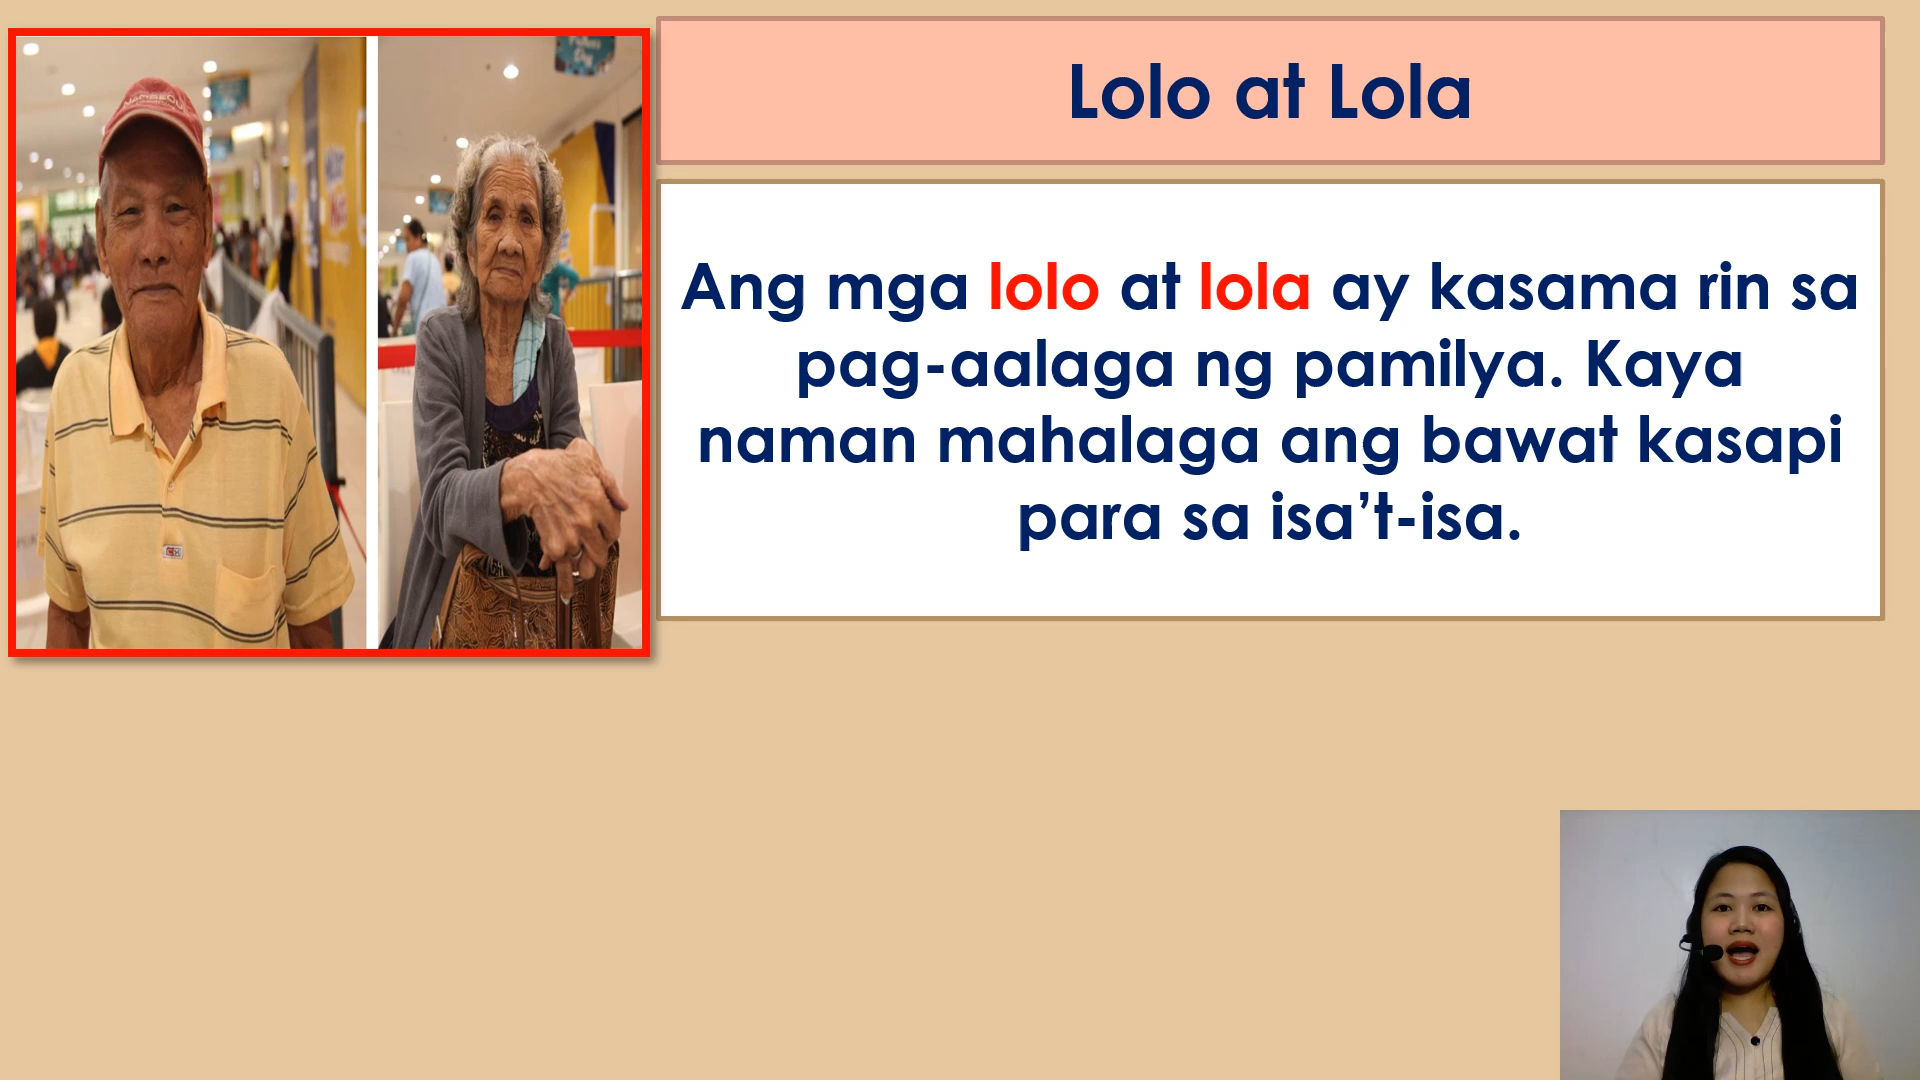 Lolo at Lola
Ang mga lolo at lola ay kasama rin sa
pag-aalaga ng pamilya. Kaya
naman mahalaga ang bawat kasapi
para sa isa’t-isa.